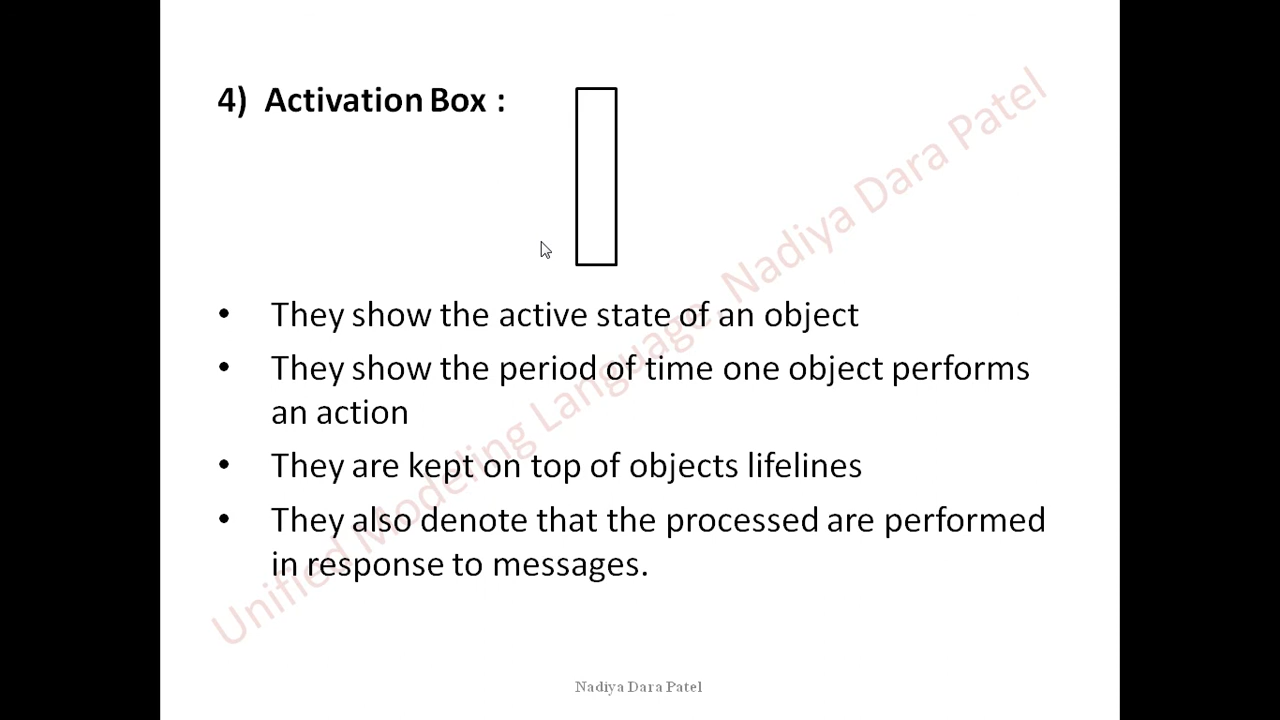 4) Activation Box :
• They show the active state of an object
• They show the period of time one object performs
an action
• They are kept on top of objects lifelines
• They also denote that the processed are performed
in response to messages.
Unified Modeling Language, Nadiya Dara Patel
Nadiya Dara Patel